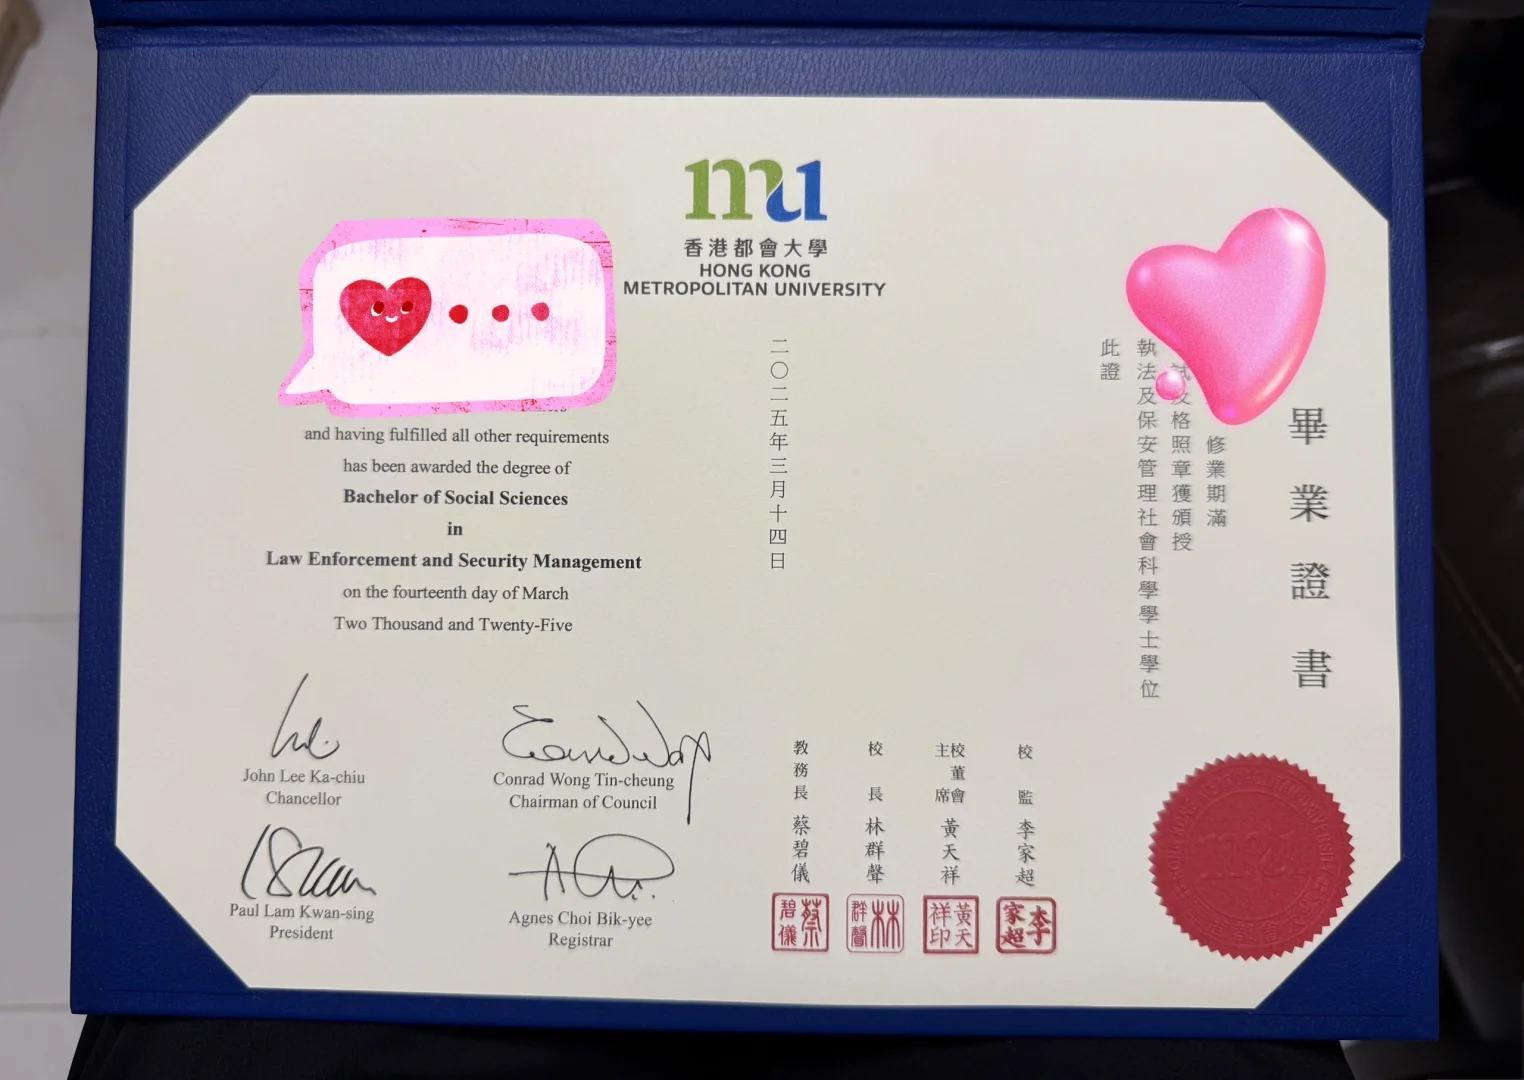 mu
香港都會大學
HONG KONG
METROPOLITAN UNIVERSITY
and having fulfilled all other requirements
has been awarded the degree of
Bachelor of Social Sciences
in
Law Enforcement and Security Management
on the fourteenth day of March
Two Thousand and Twenty-Five
John Lee Ka-chiu
Chancellor
Conrad Wong Tin-cheung
Chairman of Council
Paul Lam Kwan-sing
President
Agnes Choi Bik-yee
Registrar
畢業證書
修業期滿
試及格照章獲頒授
執法及保安管理社會科學學士學位
此證
二〇二五年三月十四日
校監 李家超
校董會主席 黃天祥
校長 林群聲
教務長 蔡碧儀
李家超
黃天祥印
林群聲
蔡碧儀